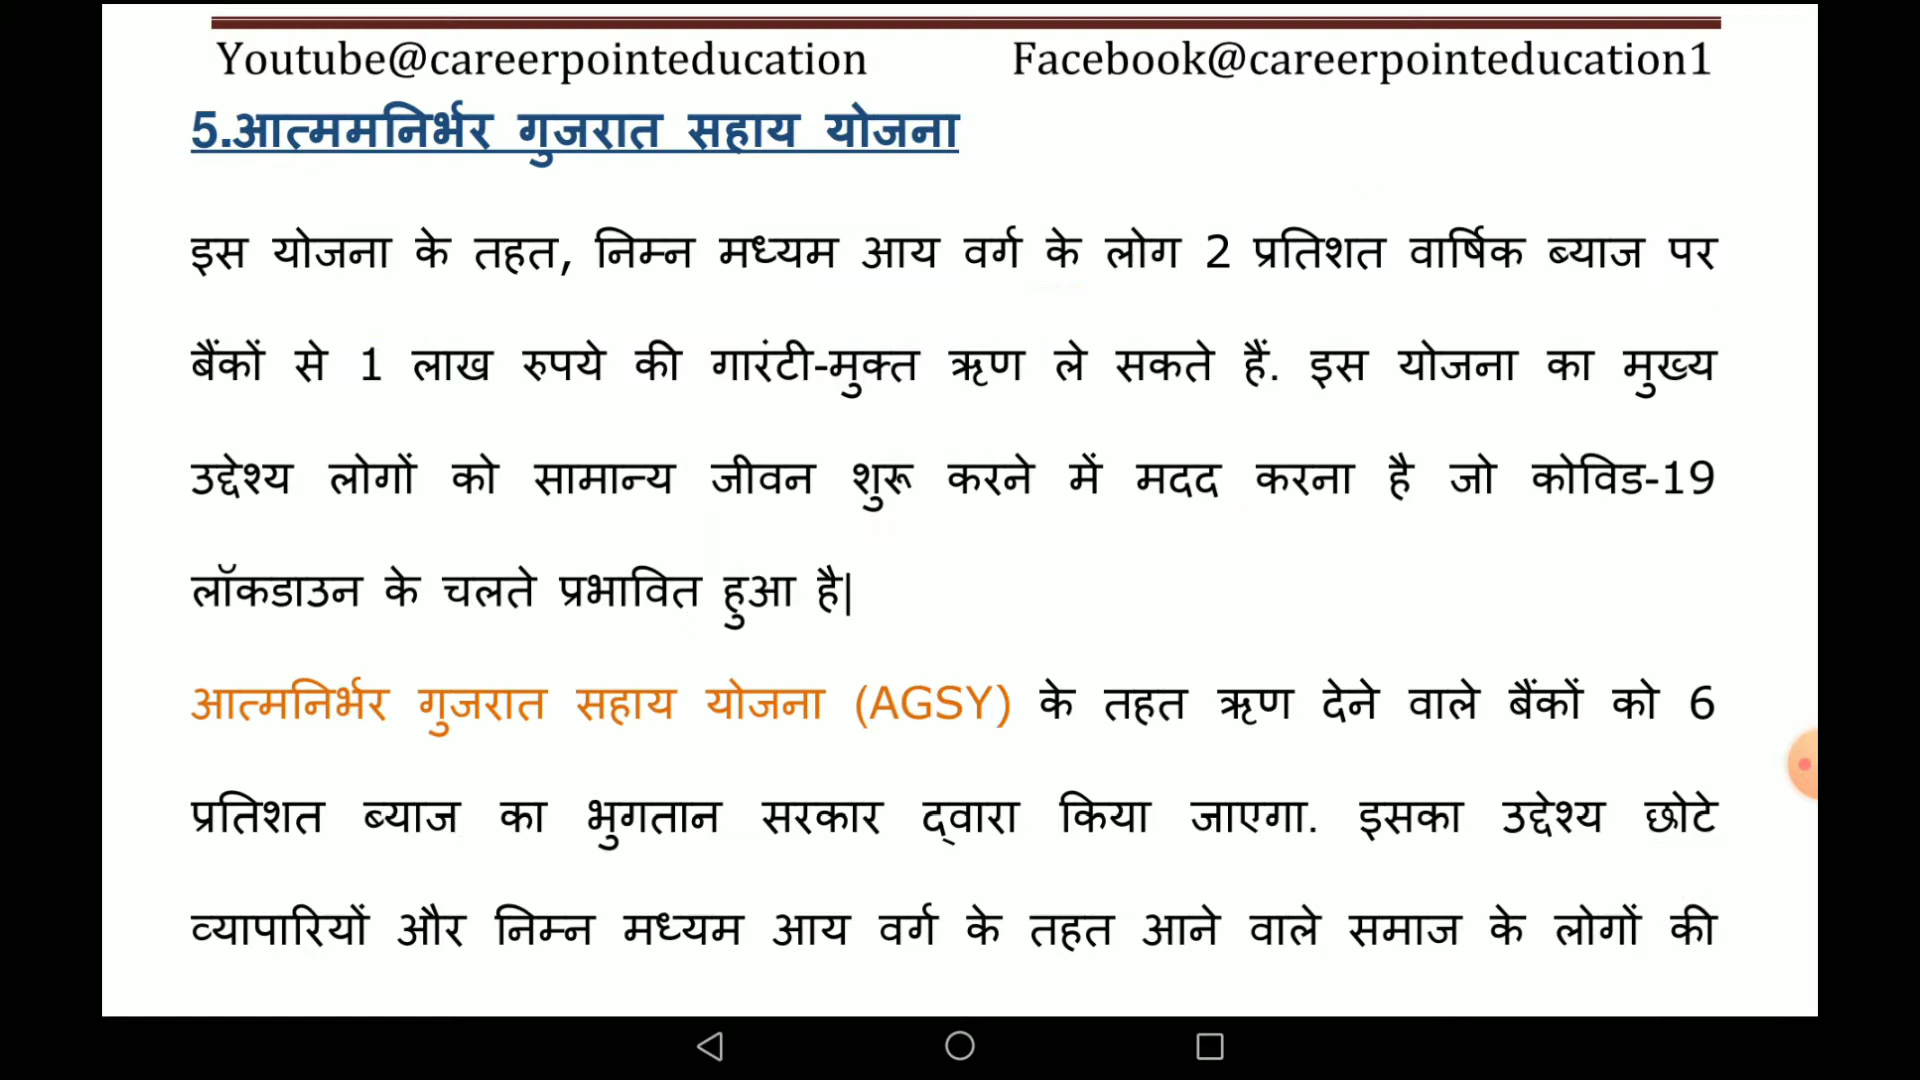 Youtube@careerpointeducation Facebook@careerpointeducation1
5.आत्ममनिर्भर गुजरात सहाय योजना
इस योजना के तहत, निम्न मध्यम आय वर्ग के लोग 2 प्रतिशत वार्षिक ब्याज पर
बैंकों से 1 लाख रुपये की गारंटी-मुक्त ऋण ले सकते हैं. इस योजना का मुख्य
उद्देश्य लोगों को सामान्य जीवन शुरू करने में मदद करना है जो कोविड-19
लॉकडाउन के चलते प्रभावित हुआ है|
आत्मनिर्भर गुजरात सहाय योजना (AGSY) के तहत ऋण देने वाले बैंकों को 6
प्रतिशत ब्याज का भुगतान सरकार द्वारा किया जाएगा. इसका उद्देश्य छोटे
व्यापारियों और निम्न मध्यम आय वर्ग के तहत आने वाले समाज के लोगों की